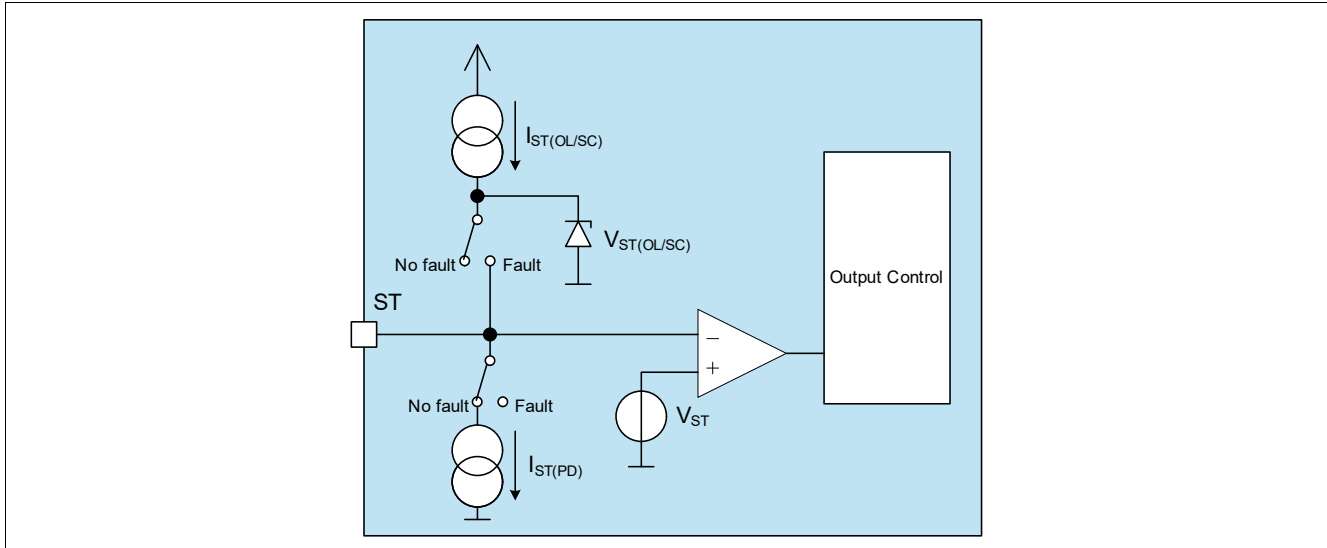 I_ST(OL/SC)
V_ST(OL/SC)
No fault
Fault
Output Control
ST
−
+
No fault
Fault
V_ST
I_ST(PD)